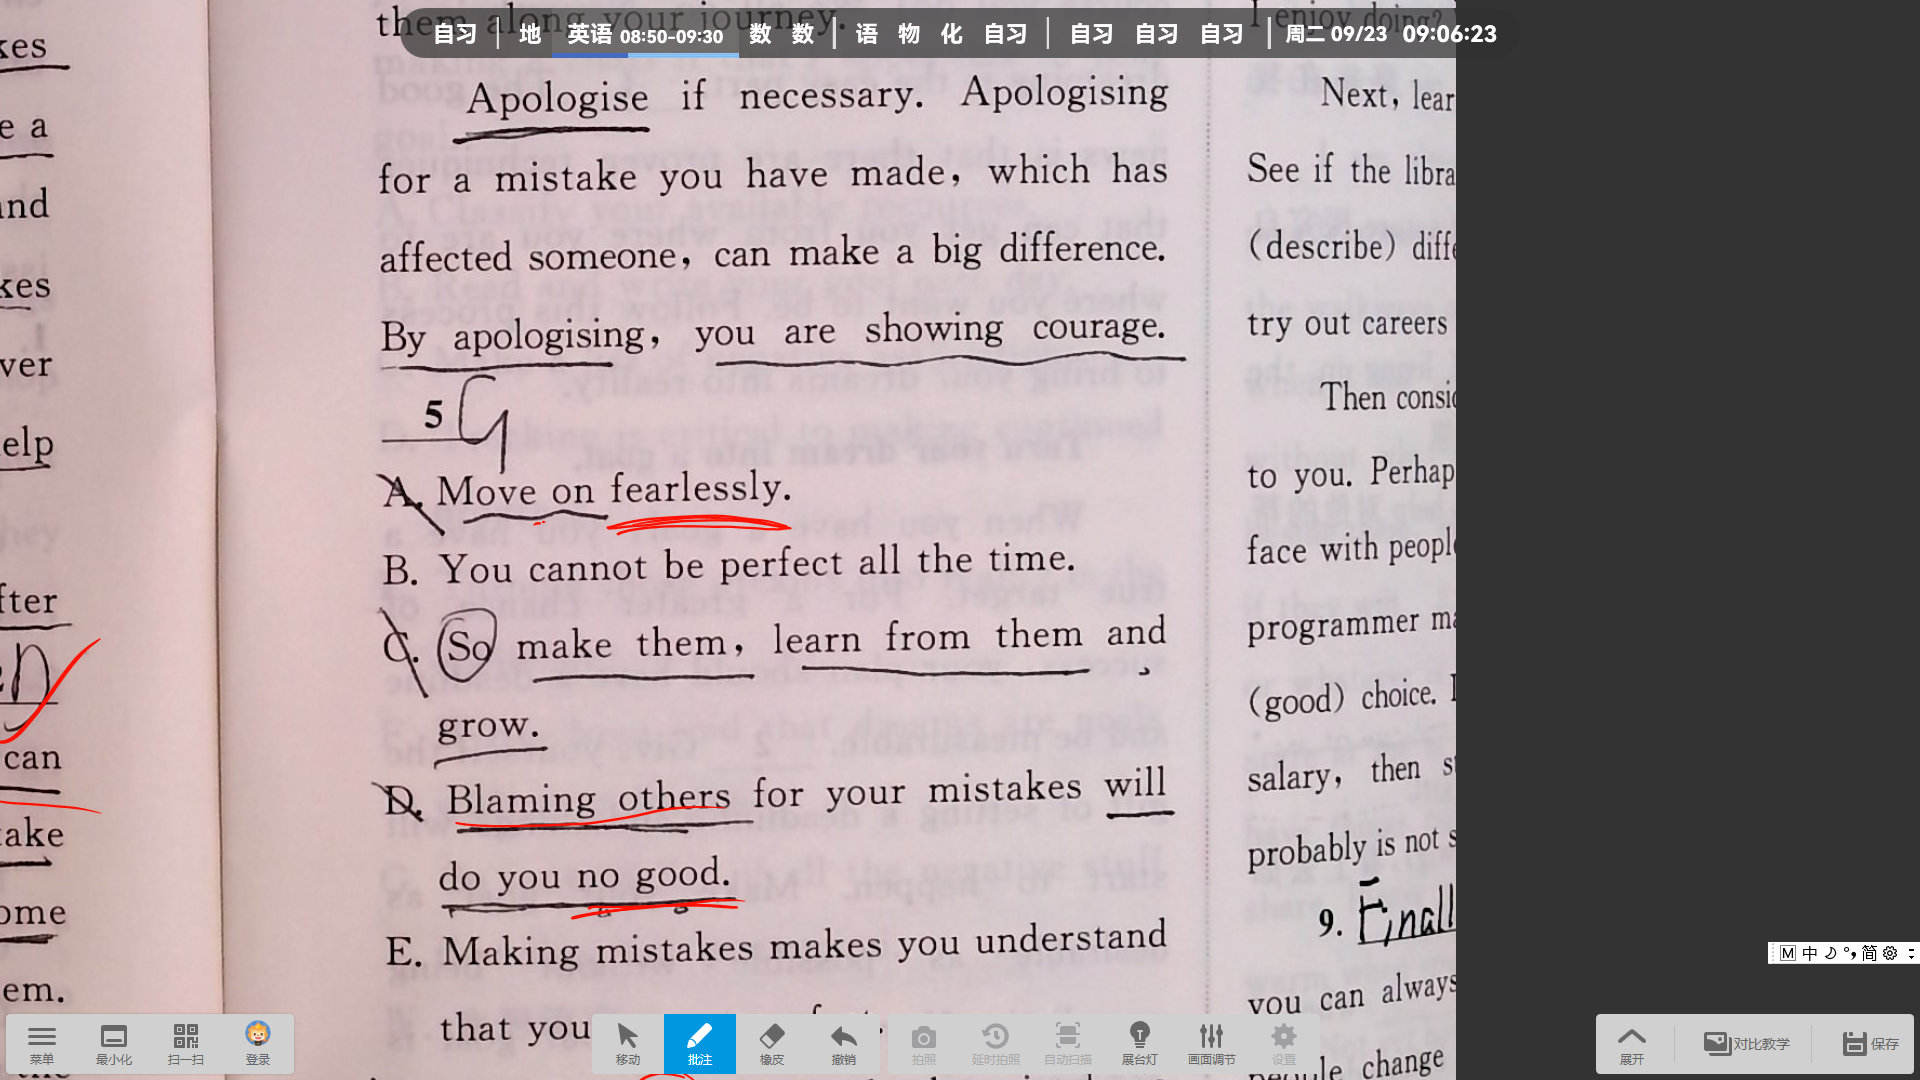 自习 | 地 英语 08:50-09:30 数 数 | 语 物 化 自习 | 自习 自习 自习 | 周二 09/23 09:06:23
kes
e a
and
kes
ver
elp
fter
can
take
ome
em.
them along your journey.
Apologise if necessary. Apologising
for a mistake you have made, which has
affected someone, can make a big difference.
By apologising, you are showing courage.
5 G
A. Move on fearlessly.
B. You cannot be perfect all the time.
C. So make them, learn from them and
grow.
D. Blaming others for your mistakes will
do you no good.
E. Making mistakes makes you understand
that you
I enjoy doing?
Next, lear
See if the libra
(describe) diffe
try out careers
Then consid
to you. Perhap
face with peopl
programmer ma
(good) choice. I
salary, then s
probably is not s
9. Finall
you can always
people change
M 中 简
菜单 最小化 扫一扫 登录
移动 批注 橡皮 撤销 拍照 延时拍照 自动扫描 展台灯 画面调节 设置
展开 对比教学 保存